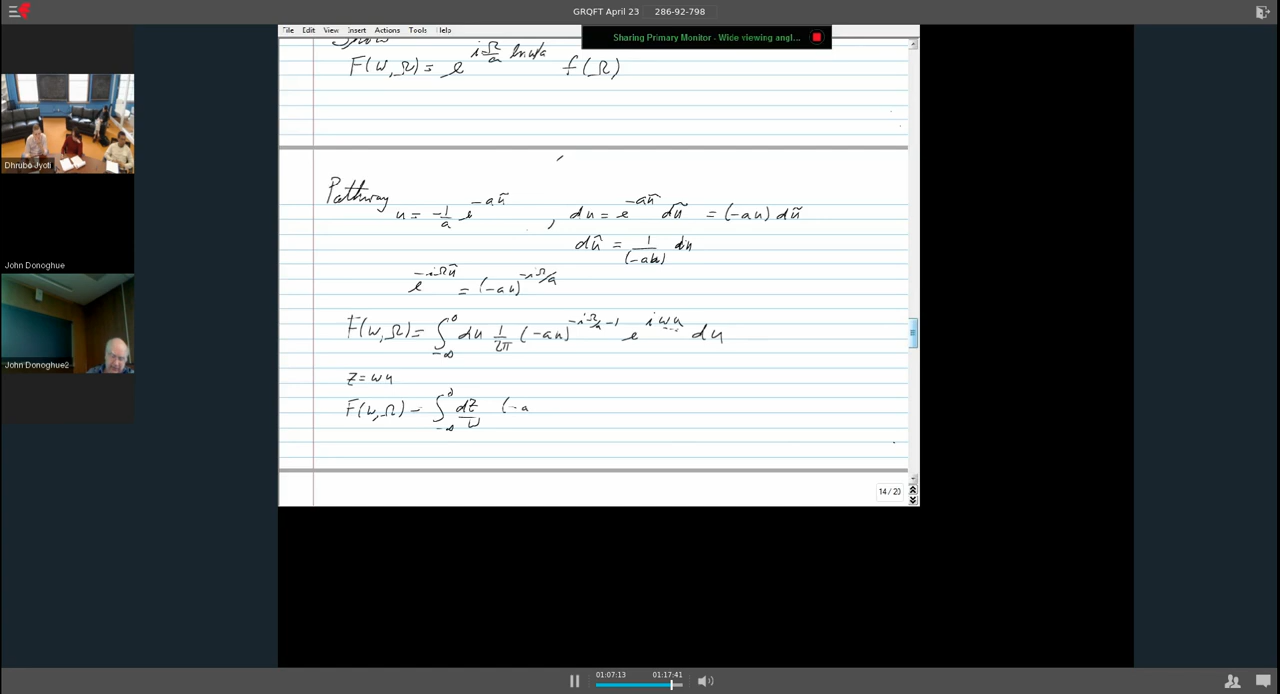 GRQFT April 23 286-92-798
File Edit View Insert Actions Tools Help
Sharing Primary Monitor - Wide viewing angl...
Show
F(ω,Ω) = e^{i Ω/a ln ω/a} f(Ω)
Pathway
u = -1/a e^{-aũ} , du = e^{-aũ} dũ = (-au) dũ
dũ = 1/(-au) du
e^{-iΩũ} = (-au)^{-iΩ/a}
F(ω,Ω) = ∫_{-∞}^{0} du 1/2π (-au)^{-iΩ/a -1} e^{iωu} du
z = ωu
F(ω,Ω) = ∫_{-∞}^{0} dz/ω (-a
14 / 20
Dhrubo Jyoti
John Donoghue
John Donoghue2
01:07:13 01:17:41